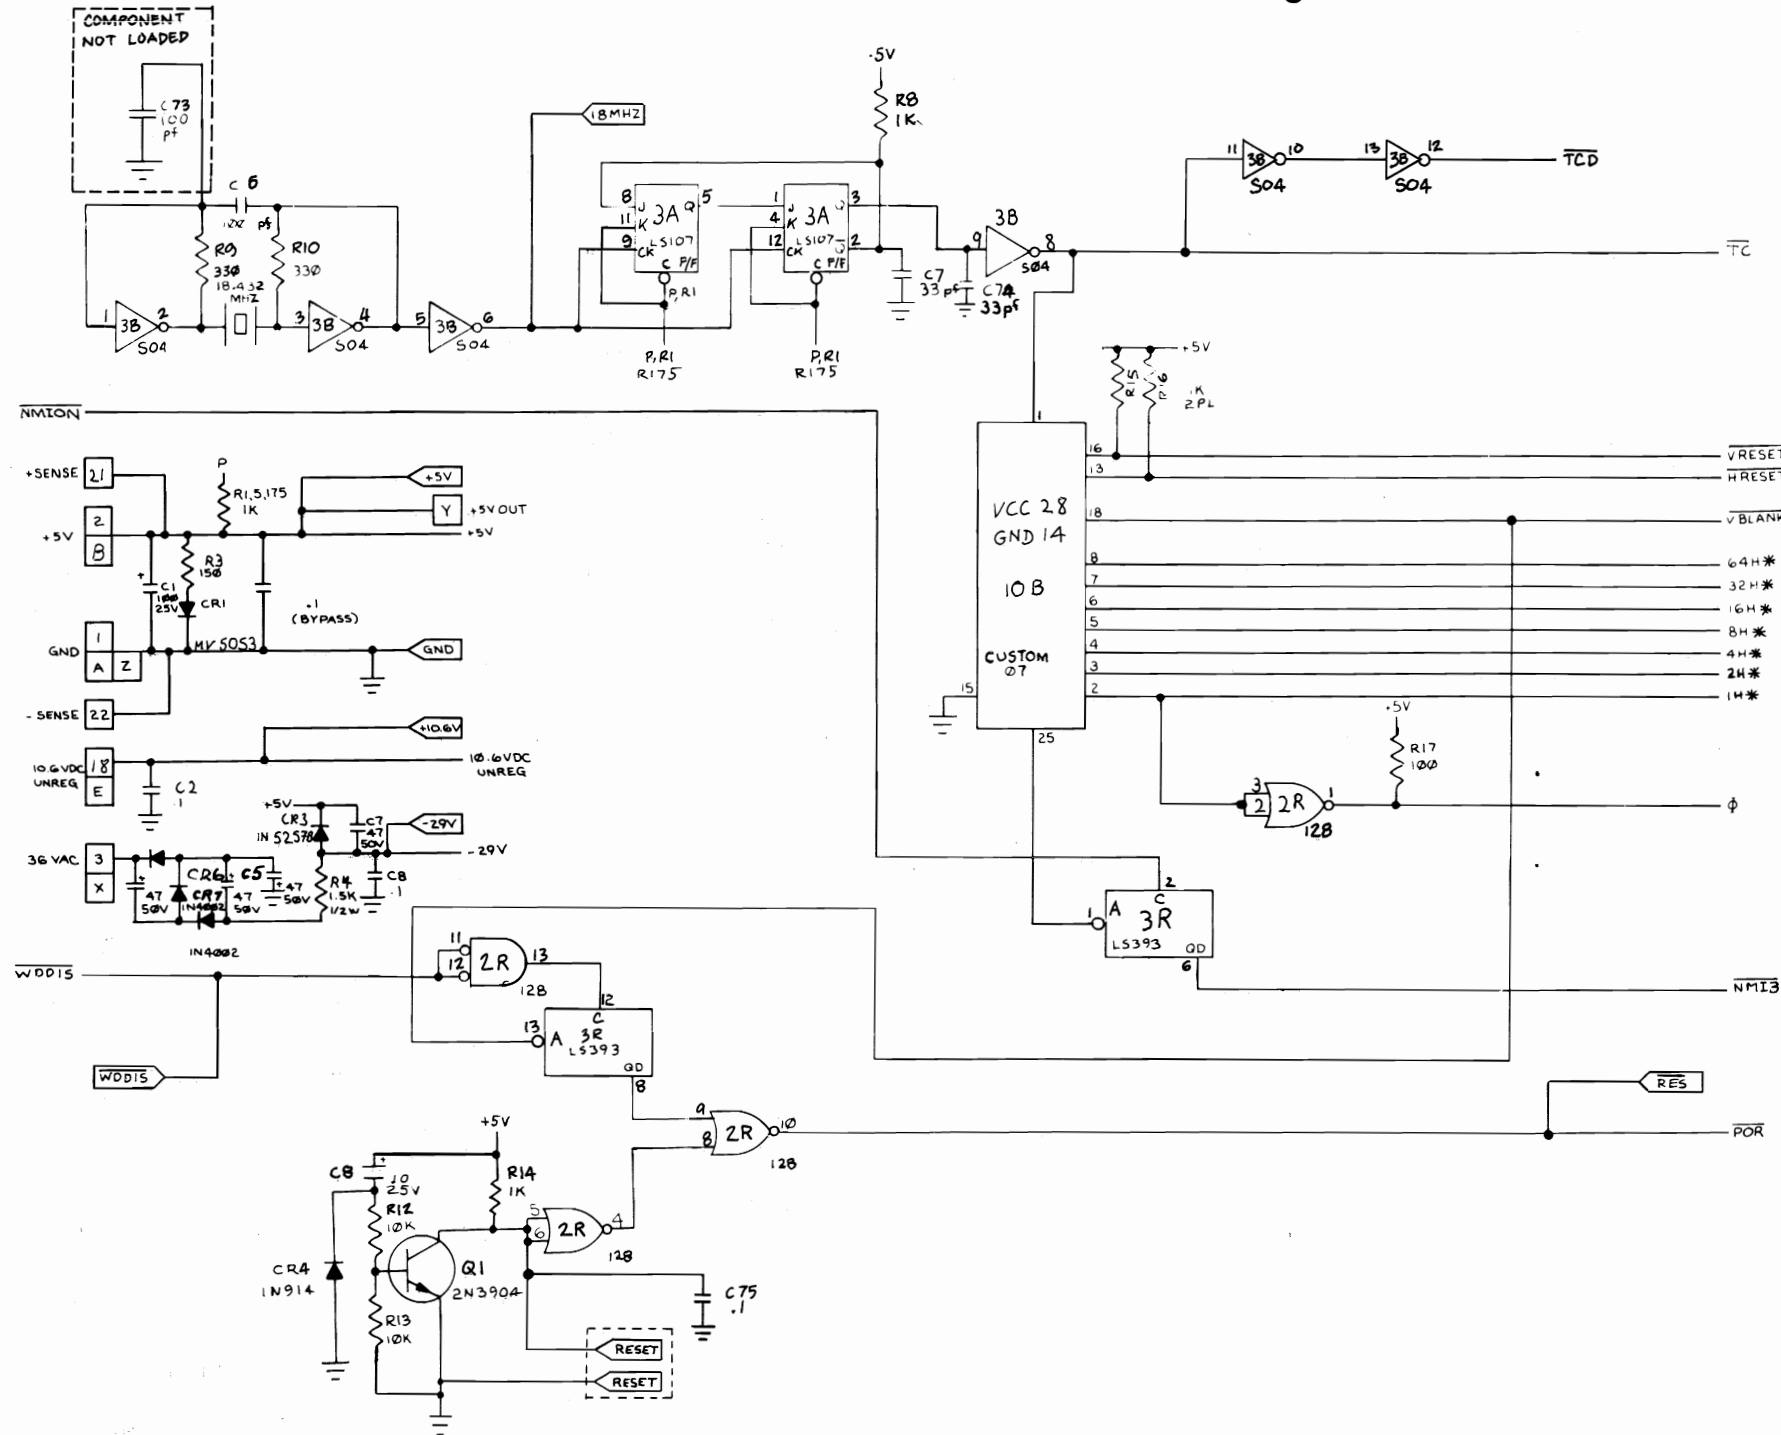 COMPONENT
NOT LOADED
C73
100
pf
C 6
pf
R9
330
R10
330
18.432
MHZ
1 3B 2
S04
3 3B 4
S04
5 3B 6
S04
18MHZ
.5V
R8
1K
8 J Q 5
11 K 3A
LS107
9 CK P/F
C
P,R1
P,R1
R175
1 J Q 3
4 K 3A
LS107
12 CK Q̅ 2
C P/F
P,R1
R175
C7
33pf
C74
33pf
3B
9 8
S04
11 3B 10
S04
13 3B 12
S04
TCD
TC
+5V
R15
R16
1K
2PL
NMION
+SENSE 21
+5V 2
B
P
R1,5,175
1K
+5V
Y +5V OUT
+5V
R3
150
+
C1
100
25V
CR1
.1
(BYPASS)
MV5053
GND 1
A Z
GND
- SENSE 22
10.6VDC
UNREG
18
E
+10.6V
10.6VDC
UNREG
C2
.1
36 VAC 3
X
+5V
CR3
IN 5257B
C7
47
50V
-29V
-29V
R4
1.5K
1/2W
C8
.1
CR6
C5
CR7
1N4002
47
50V
47
50V
47
50V
1N4002
1
16
13
18
8
7
6
5
4
3
2
15
25
VCC 28
GND 14
10B
CUSTOM
07
VRESET
HRESET
VBLANK
64H*
32H*
16H*
8H*
4H*
2H*
1H*
+5V
R17
100
3
2 2R 1
128
Φ
2
C
1 A 3R
LS393
QD
6
NMI3
WDDIS
WDDIS
11
12 2R 13
128
12
C
13 A 3R
LS393
QD
8
9
8 2R 10
128
RES
POR
+5V
C8
+
10
25V
R14
1K
R12
10K
CR4
1N914
Q1
2N3904
R13
10K
5
6 2R 4
128
C75
.1
RESET
RESET